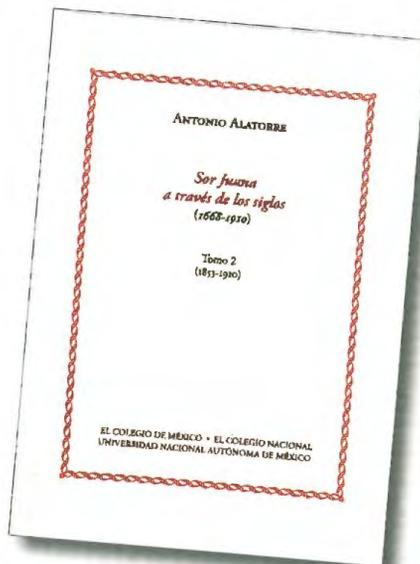 ANTONIO ALATORRE
Sor Juana
a través de los siglos
(1668-1910)
Tomo 2
(1853-1910)
EL COLEGIO DE MÉXICO • EL COLEGIO NACIONAL
UNIVERSIDAD NACIONAL AUTÓNOMA DE MÉXICO